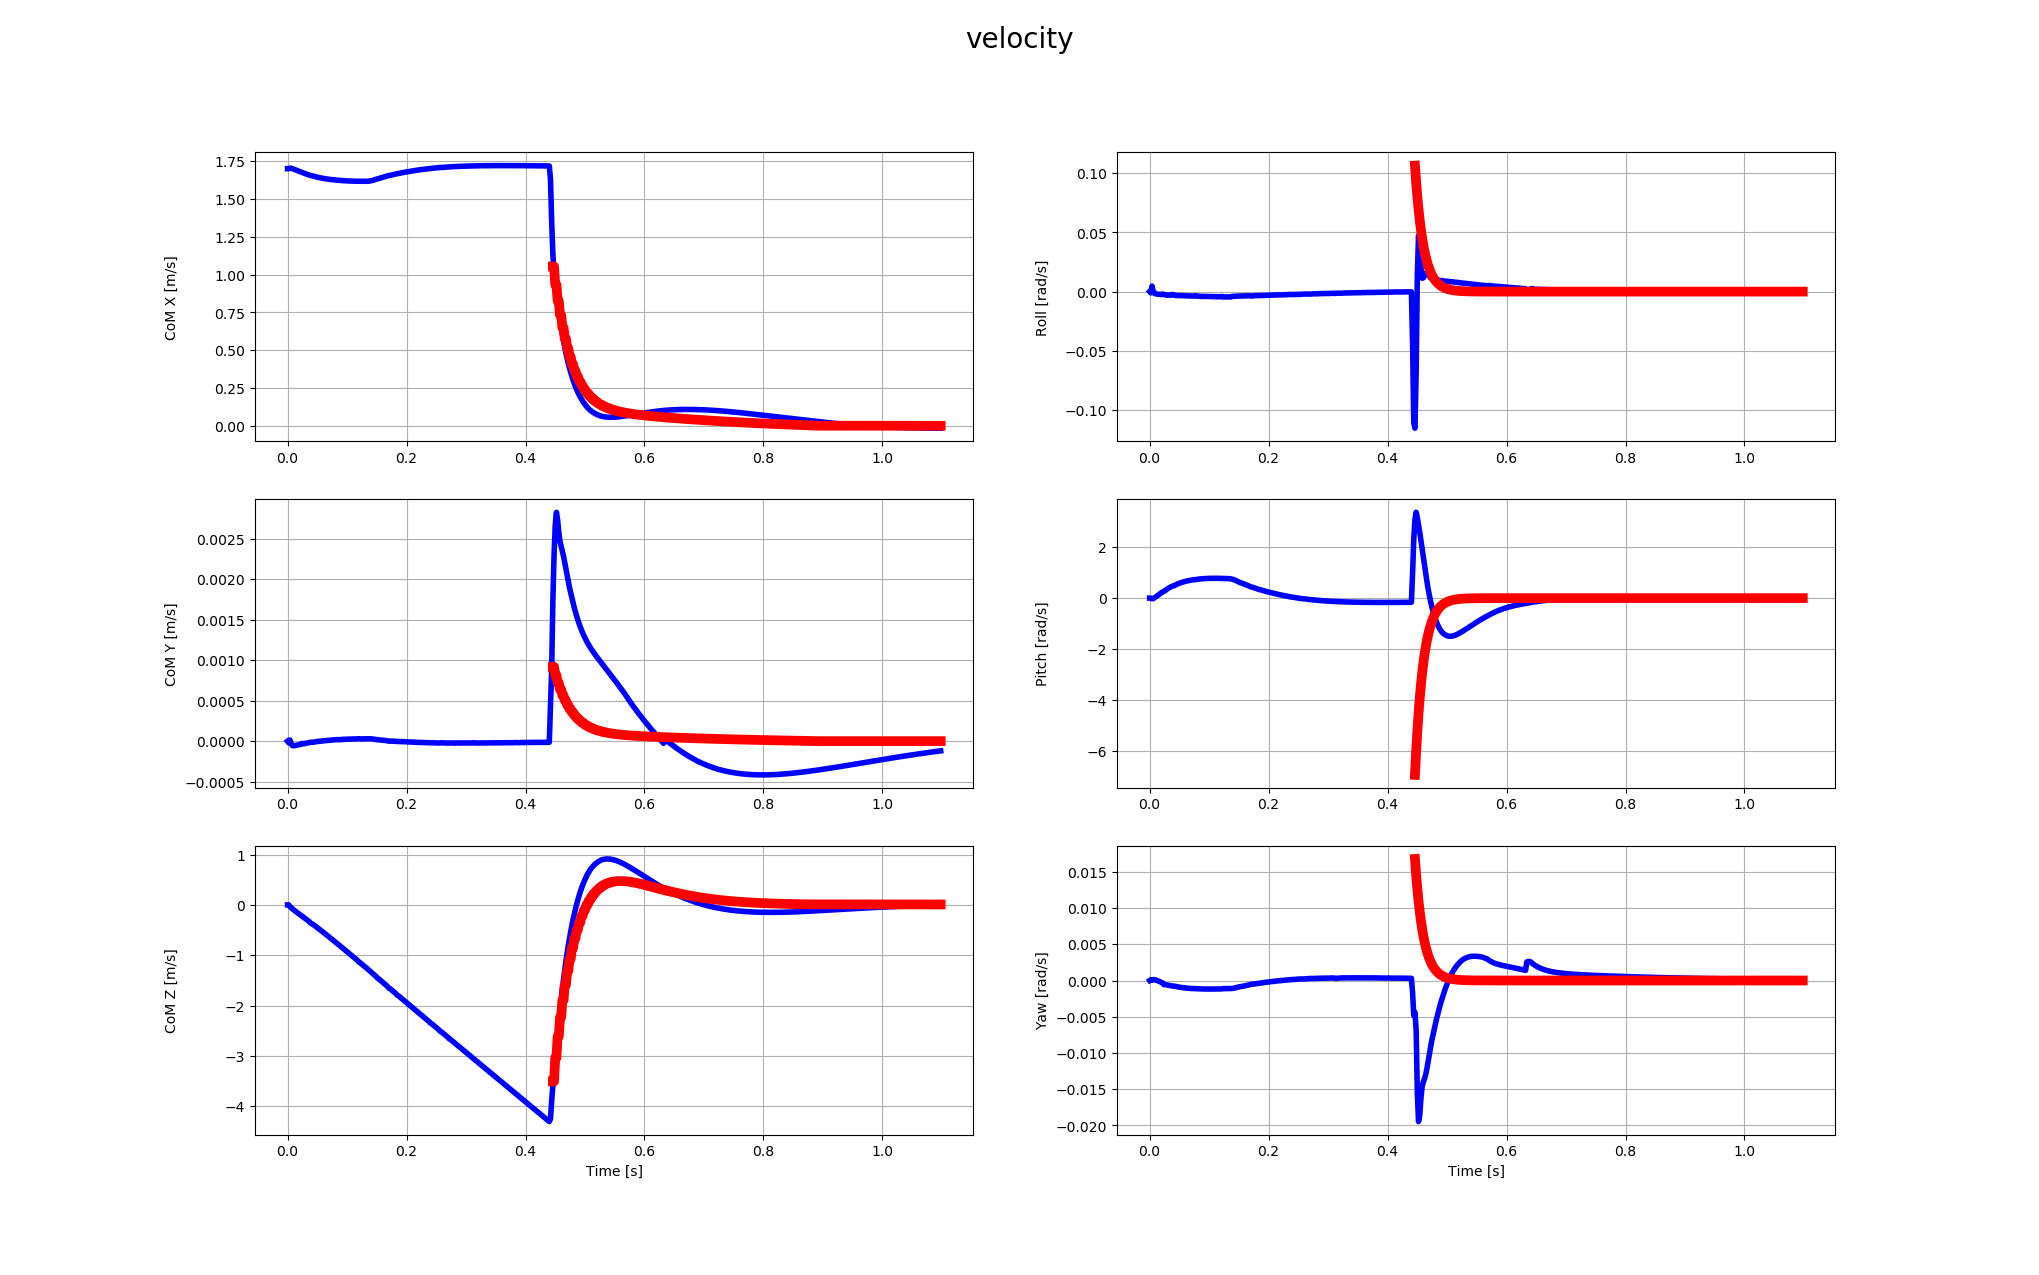 velocity
CoM X [m/s]
1.75
1.50
1.25
1.00
0.75
0.50
0.25
0.00
0.0 0.2 0.4 0.6 0.8 1.0
Roll [rad/s]
0.10
0.05
0.00
−0.05
−0.10
0.0 0.2 0.4 0.6 0.8 1.0
CoM Y [m/s]
0.0025
0.0020
0.0015
0.0010
0.0005
0.0000
−0.0005
0.0 0.2 0.4 0.6 0.8 1.0
Pitch [rad/s]
2
0
−2
−4
−6
0.0 0.2 0.4 0.6 0.8 1.0
CoM Z [m/s]
1
0
−1
−2
−3
−4
0.0 0.2 0.4 0.6 0.8 1.0
Time [s]
Yaw [rad/s]
0.015
0.010
0.005
0.000
−0.005
−0.010
−0.015
−0.020
0.0 0.2 0.4 0.6 0.8 1.0
Time [s]